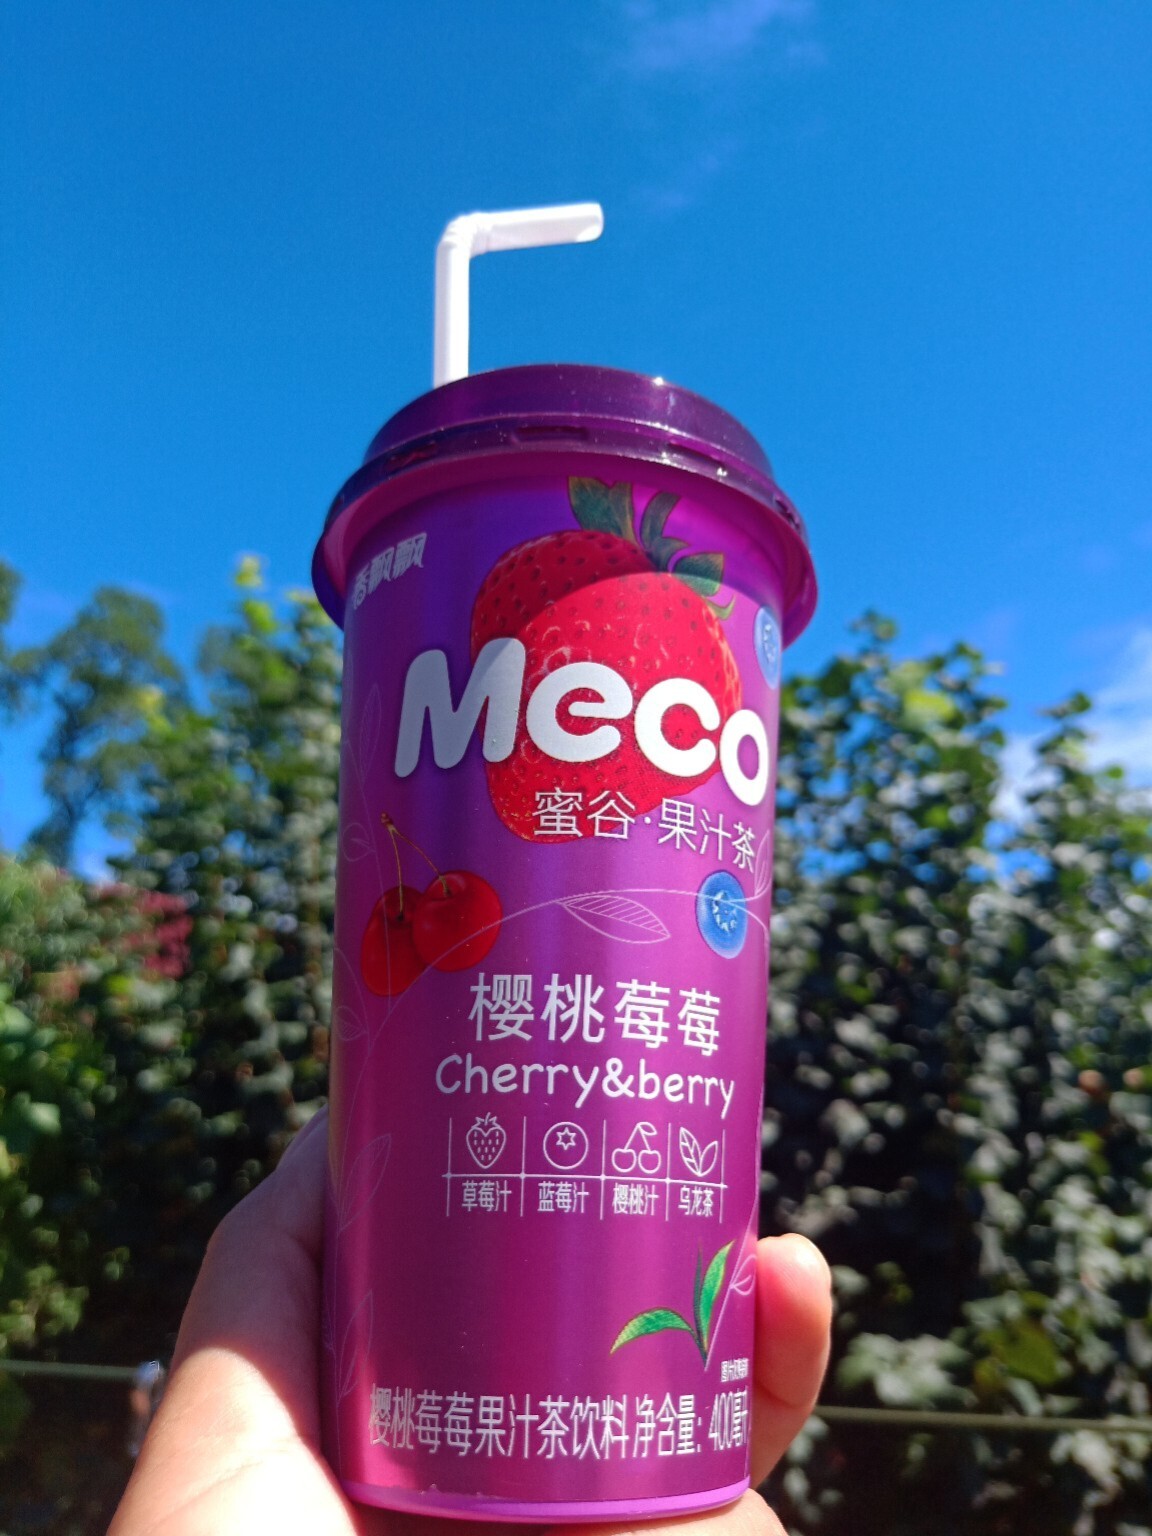 香飘飘
Meco
蜜谷·果汁茶
樱桃莓莓
Cherry&berry
草莓汁 蓝莓汁 樱桃汁 乌龙茶
樱桃莓莓果汁茶饮料 净含量: 400毫升